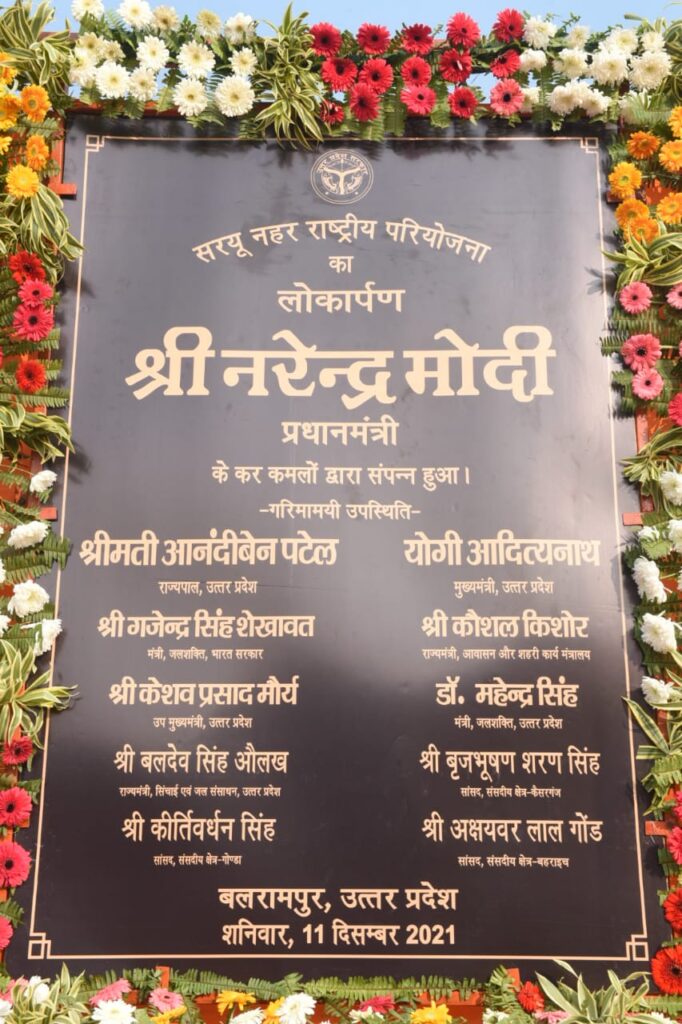 उत्तर प्रदेश सरकार
सरयू नहर राष्ट्रीय परियोजना
का
लोकार्पण
श्री नरेन्द्र मोदी
प्रधानमंत्री
के कर कमलों द्वारा संपन्न हुआ।
-गरिमामयी उपस्थिति-
श्रीमती आनंदीबेन पटेल
राज्यपाल, उत्तर प्रदेश
योगी आदित्यनाथ
मुख्यमंत्री, उत्तर प्रदेश
श्री गजेन्द्र सिंह शेखावत
मंत्री, जलशक्ति, भारत सरकार
श्री कौशल किशोर
राज्यमंत्री, आवासन और शहरी कार्य मंत्रालय
श्री केशव प्रसाद मौर्य
उप मुख्यमंत्री, उत्तर प्रदेश
डॉ. महेन्द्र सिंह
मंत्री, जलशक्ति, उत्तर प्रदेश
श्री बलदेव सिंह औलख
राज्यमंत्री, सिंचाई एवं जल संसाधन, उत्तर प्रदेश
श्री बृजभूषण शरण सिंह
सांसद, संसदीय क्षेत्र-कैसरगंज
श्री कीर्तिवर्धन सिंह
सांसद, संसदीय क्षेत्र-गोण्डा
श्री अक्षयवर लाल गोंड
सांसद, संसदीय क्षेत्र-बहराइच
बलरामपुर, उत्तर प्रदेश
शनिवार, 11 दिसम्बर 2021